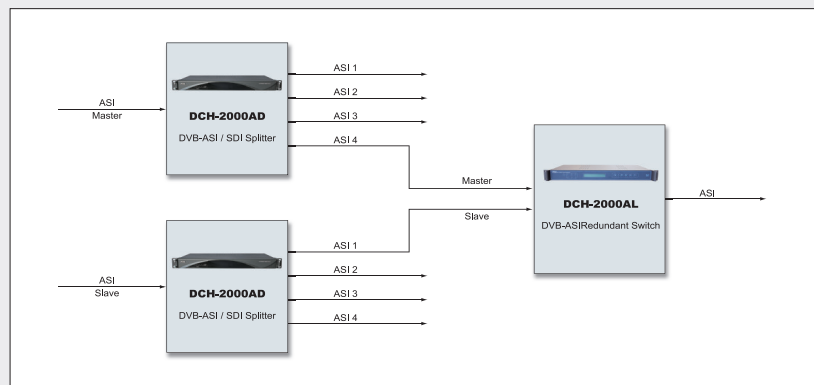 ASI
Master
DCH-2000AD
DVB-ASI / SDI Splitter
ASI 1
ASI 2
ASI 3
ASI 4
Master
Slave
DCH-2000AL
DVB-ASIRedundant Switch
ASI
ASI
Slave
DCH-2000AD
DVB-ASI / SDI Splitter
ASI 1
ASI 2
ASI 3
ASI 4